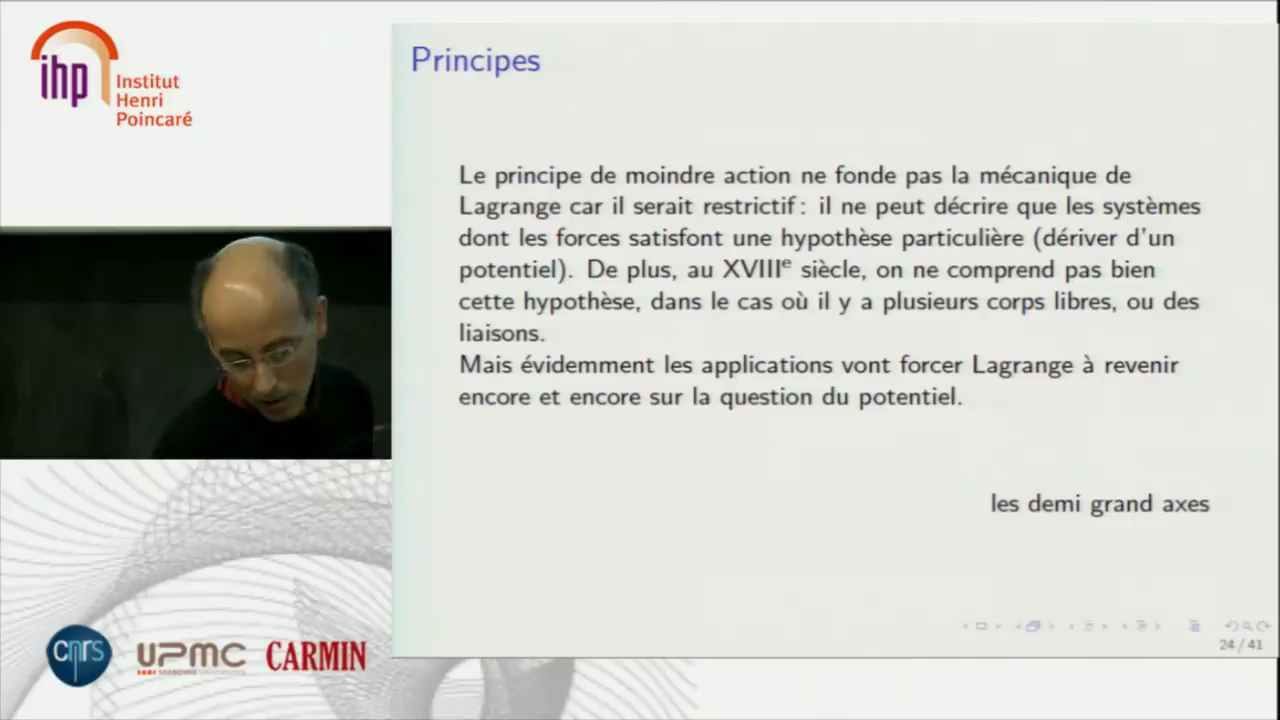 ihp
Institut
Henri
Poincaré
Principes
Le principe de moindre action ne fonde pas la mécanique de
Lagrange car il serait restrictif : il ne peut décrire que les systèmes
dont les forces satisfont une hypothèse particulière (dériver d'un
potentiel). De plus, au XVIIIe siècle, on ne comprend pas bien
cette hypothèse, dans le cas où il y a plusieurs corps libres, ou des
liaisons.
Mais évidemment les applications vont forcer Lagrange à revenir
encore et encore sur la question du potentiel.
les demi grand axes
24 / 41
cnrs
UPMC
CARMIN